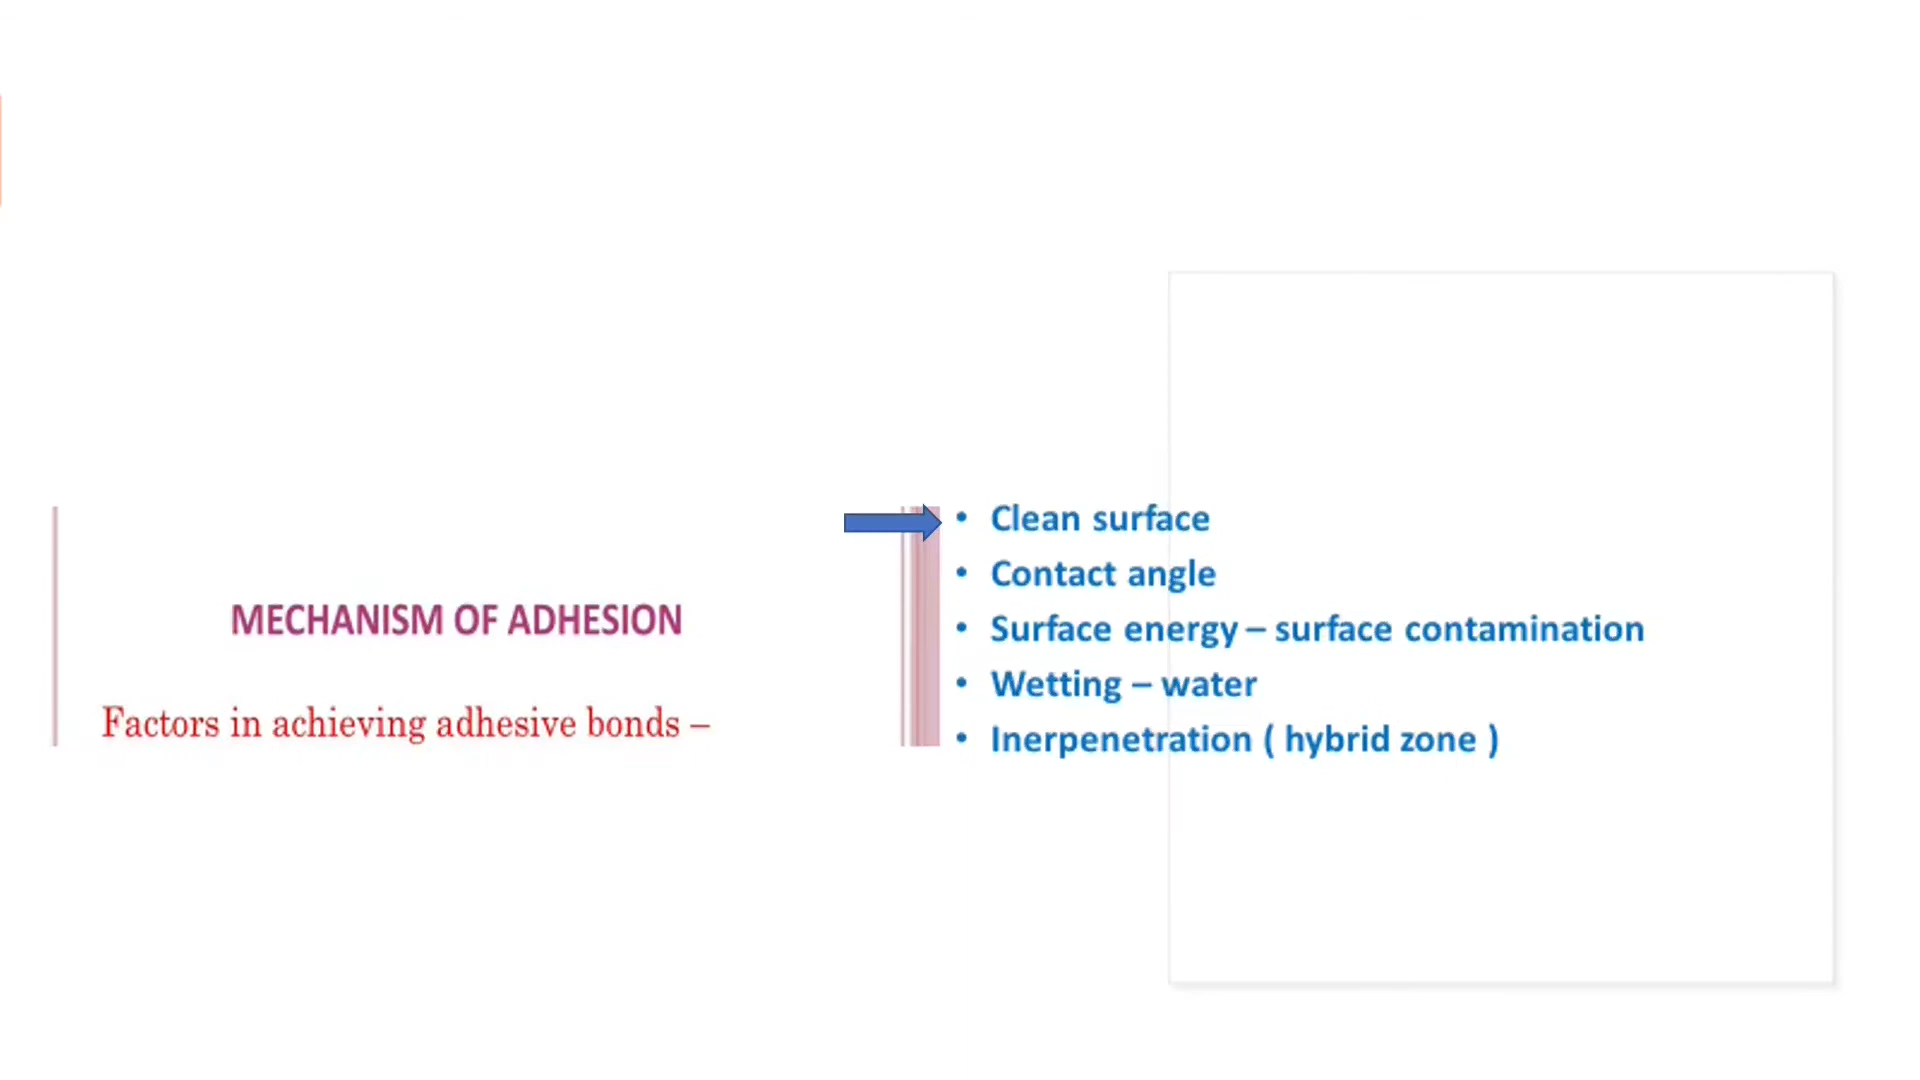 MECHANISM OF ADHESION
Factors in achieving adhesive bonds –
• Clean surface
• Contact angle
• Surface energy – surface contamination
• Wetting – water
• Inerpenetration ( hybrid zone )